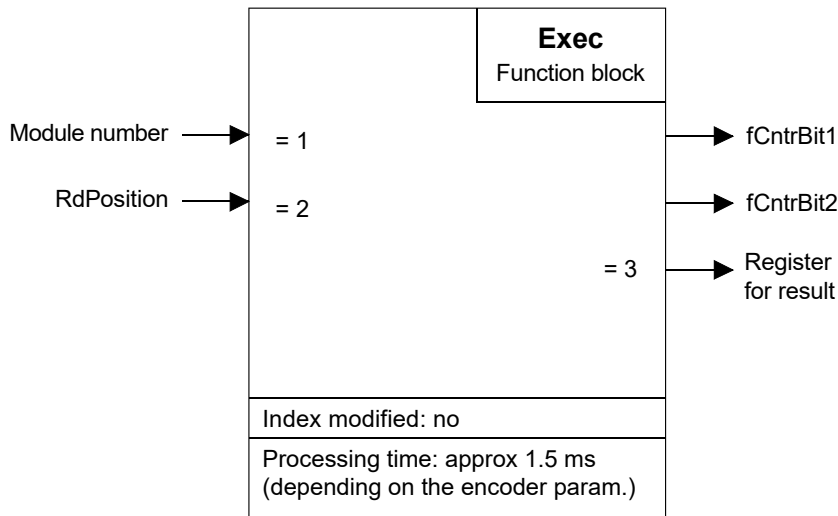 Exec
Function block
Module number
= 1
fCntrBit1
RdPosition
= 2
fCntrBit2
= 3
Register
for result
Index modified: no
Processing time: approx 1.5 ms
(depending on the encoder param.)